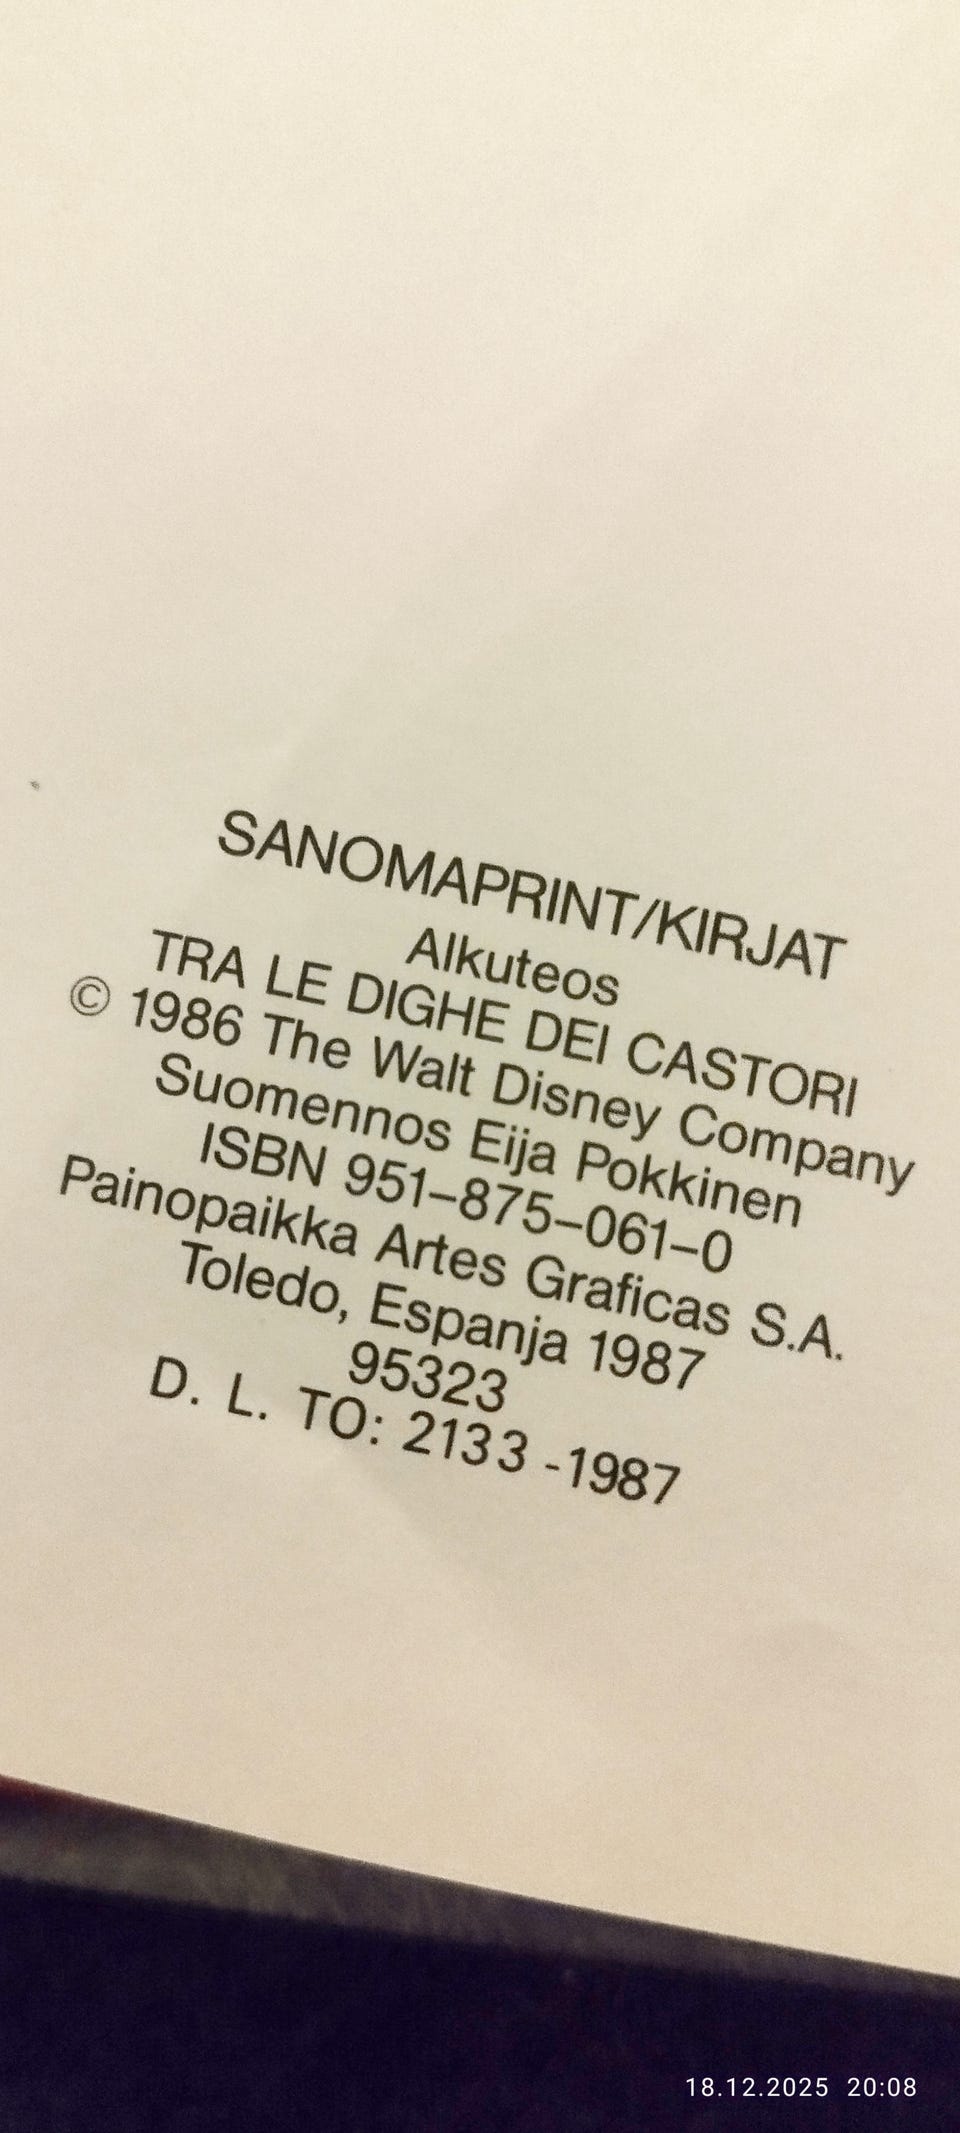 SANOMAPRINT/KIRJAT
Alkuteos
TRA LE DIGHE DEI CASTORI
© 1986 The Walt Disney Company
Suomennos Eija Pokkinen
ISBN 951–875–061–0
Painopaikka Artes Graficas S.A.
Toledo, Espanja 1987
95323
D. L. TO: 2133 -1987
18.12.2025 20:08